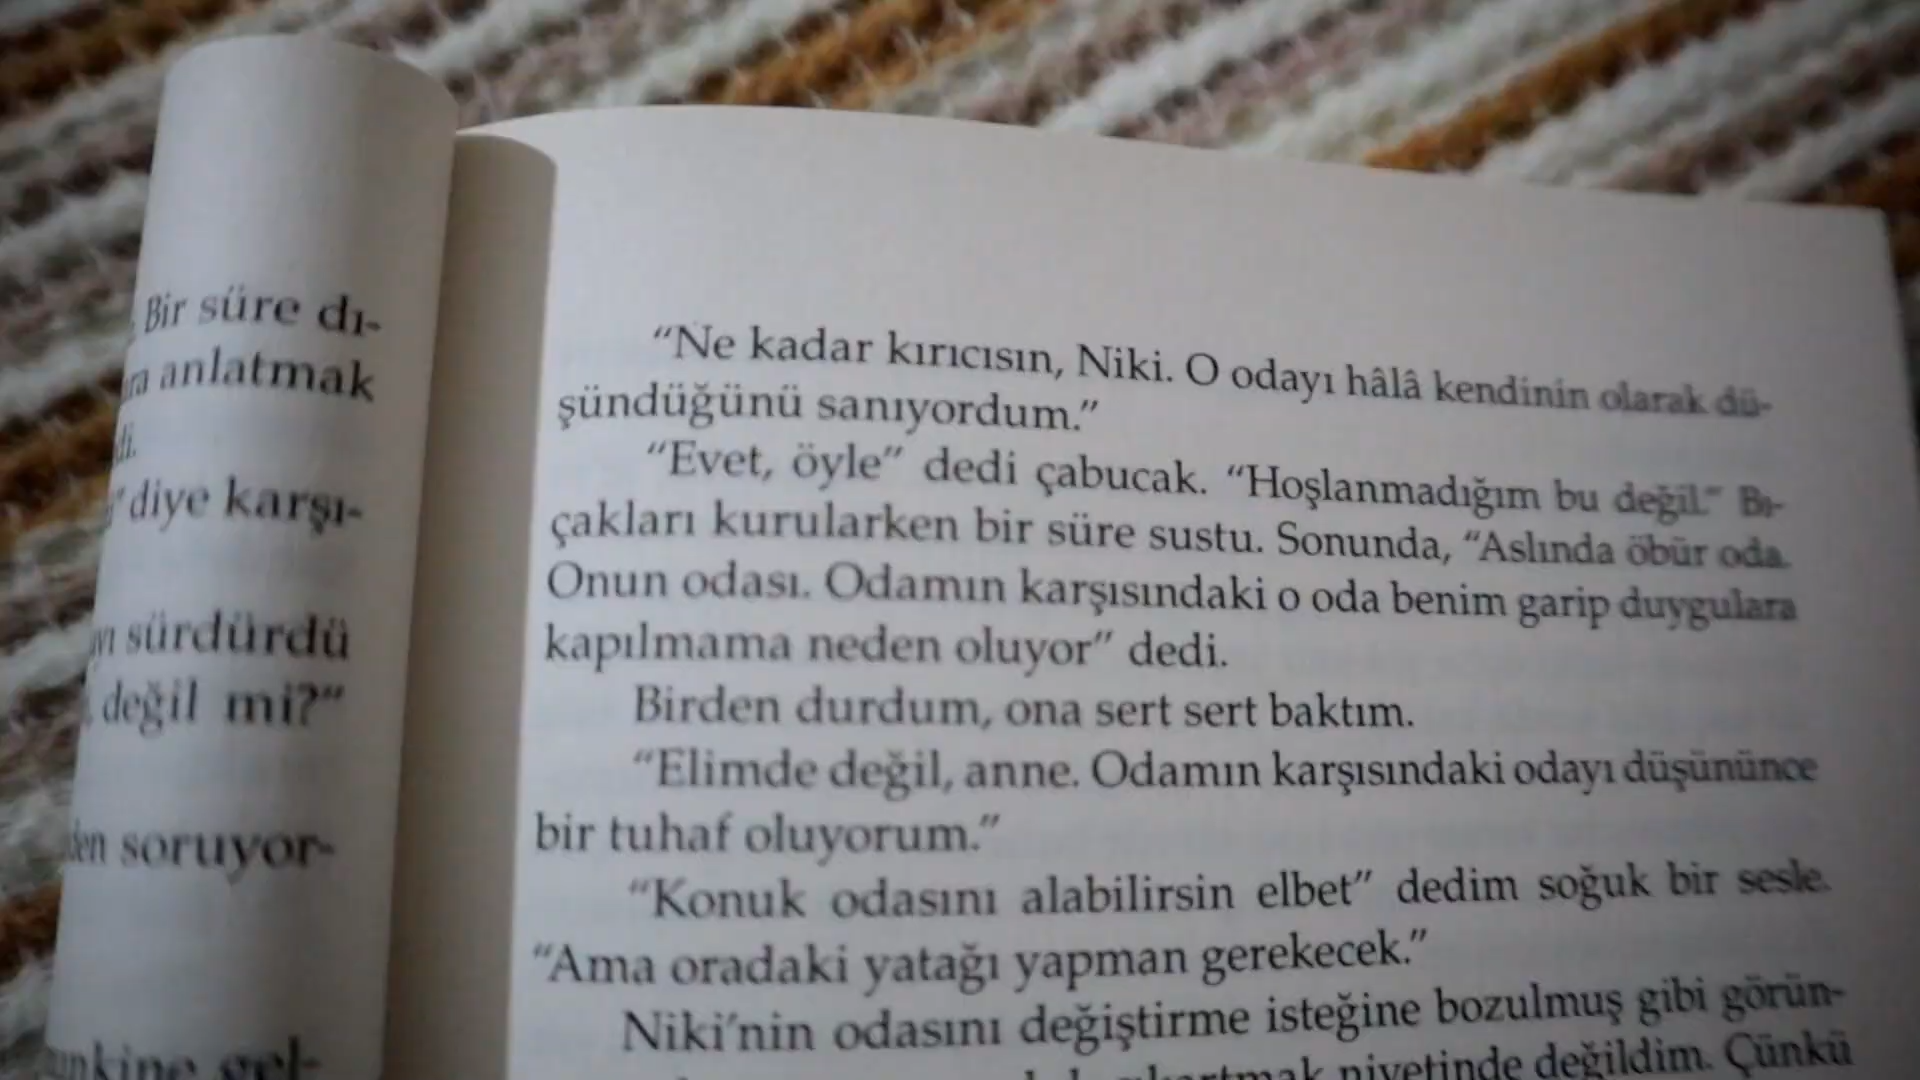 Bir süre dı-
anlatmak
diye karşı-
sürdürdü
değil mi?“
soruyor-
gel-
“Ne kadar kırıcısın, Niki. O odayı hâlâ kendinin olarak dü-
şündüğünü sanıyordum.”
“Evet, öyle” dedi çabucak. “Hoşlanmadığım bu değil.” Bı-
çakları kurularken bir süre sustu. Sonunda, “Aslında öbür oda.
Onun odası. Odamın karşısındaki o oda benim garip duygulara
kapılmama neden oluyor” dedi.
Birden durdum, ona sert sert baktım.
“Elimde değil, anne. Odamın karşısındaki odayı düşününce
bir tuhaf oluyorum.”
“Konuk odasını alabilirsin elbet” dedim soğuk bir sesle.
“Ama oradaki yatağı yapman gerekecek.”
Niki’nin odasını değiştirme isteğine bozulmuş gibi görün-
niyetinde değildim. Çünkü